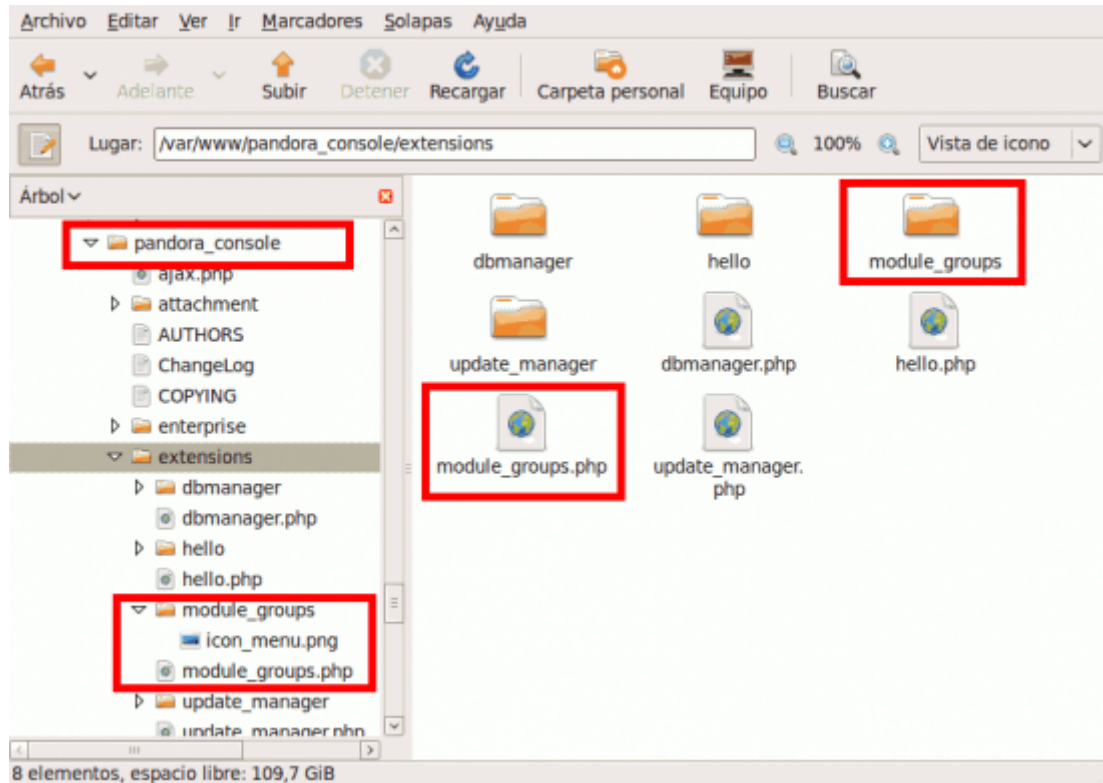 Archivo Editar Ver Ir Marcadores Solapas Ayuda
Atrás Adelante Subir Detener Recargar Carpeta personal Equipo Buscar
Lugar: /var/www/pandora_console/extensions 100% Vista de icono
Árbol
pandora_console
ajax.php
attachment
AUTHORS
ChangeLog
COPYING
enterprise
extensions
dbmanager
dbmanager.php
hello
hello.php
module_groups
icon_menu.png
module_groups.php
update_manager
update_manager.php
dbmanager hello module_groups
update_manager dbmanager.php hello.php
module_groups.php update_manager.
php
8 elementos, espacio libre: 109,7 GiB